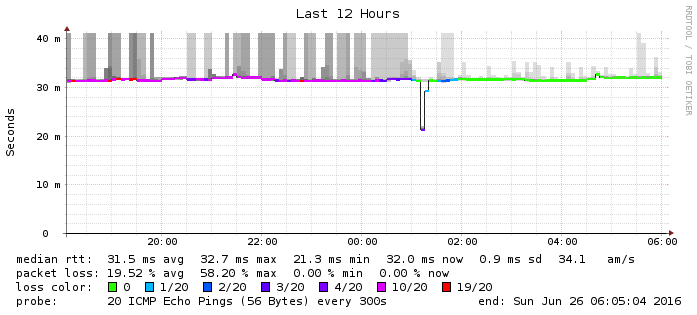 Last 12 Hours
RRDTOOL / TOBI OETIKER
Seconds
40 m
30 m
20 m
10 m
0
20:00 22:00 00:00 02:00 04:00 06:00
median rtt: 31.5 ms avg 32.7 ms max 21.3 ms min 32.0 ms now 0.9 ms sd 34.1 am/s
packet loss: 19.52 % avg 58.20 % max 0.00 % min 0.00 % now
loss color: 0 1/20 2/20 3/20 4/20 10/20 19/20
probe: 20 ICMP Echo Pings (56 Bytes) every 300s end: Sun Jun 26 06:05:04 2016